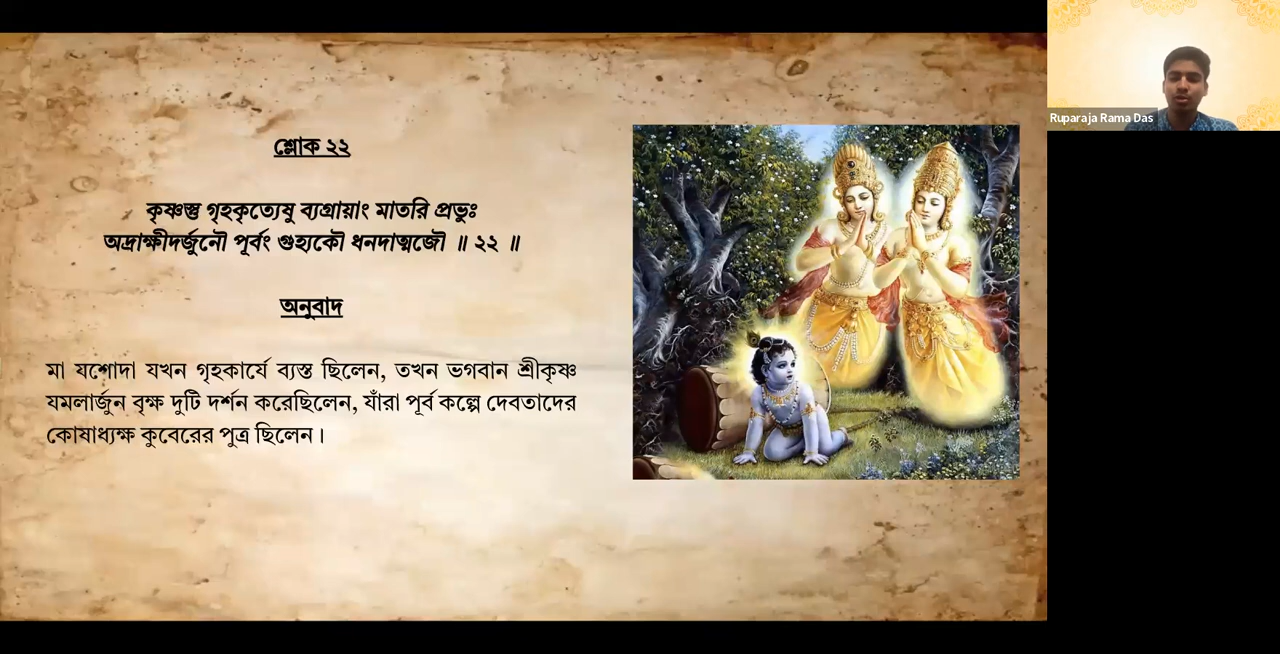 শ্লোক ২২
কৃষ্ণস্তু গৃহকৃত্যেষু ব্যগ্রায়াং মাতরি প্রভুঃ
অদ্রাক্ষীদর্জুনৌ পূর্বং গুহ্যকৌ ধনদাত্মজৌ ॥ ২২ ॥
অনুবাদ
মা যশোদা যখন গৃহকার্যে ব্যস্ত ছিলেন, তখন ভগবান শ্রীকৃষ্ণ
যমলার্জুন বৃক্ষ দুটি দর্শন করেছিলেন, যাঁরা পূর্ব কল্পে দেবতাদের
কোষাধ্যক্ষ কুবেরের পুত্র ছিলেন।
Ruparaja Rama Das